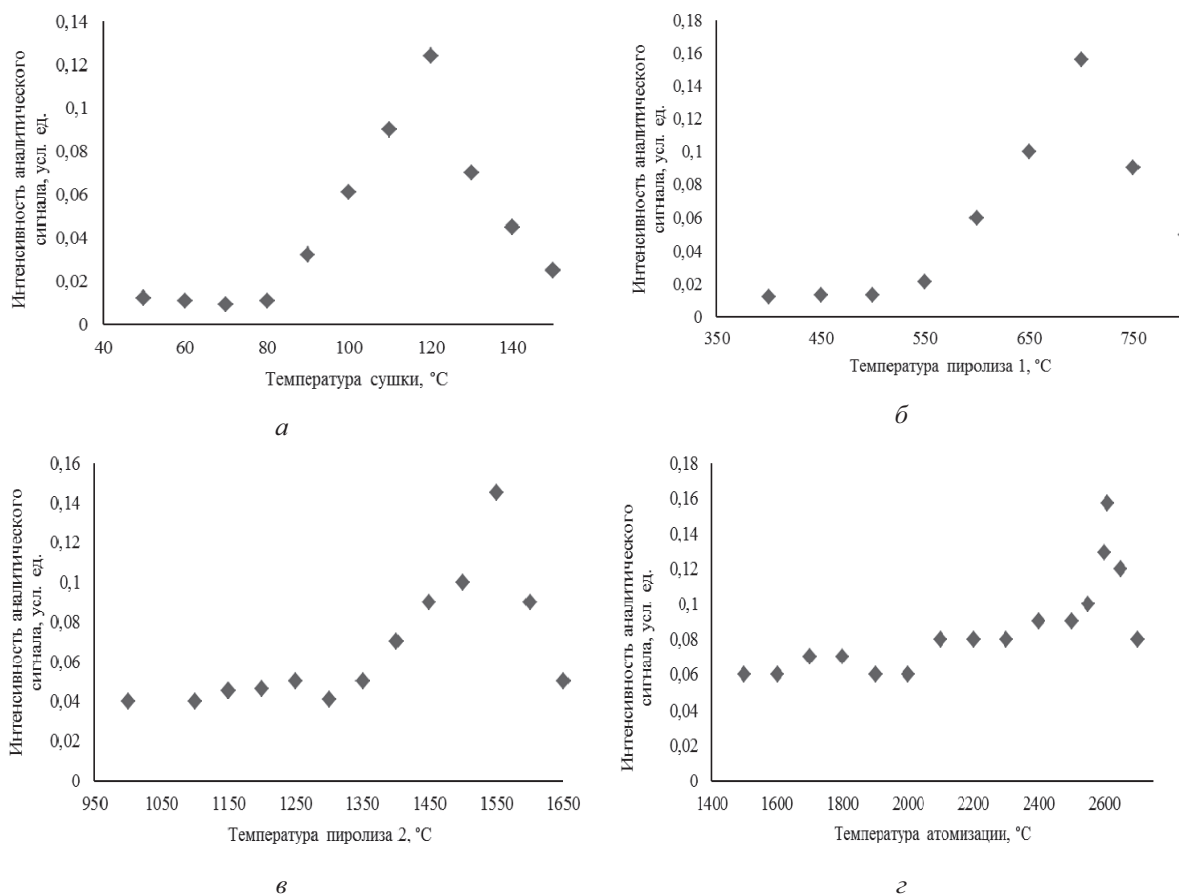 Интенсивность аналитического
сигнала, усл. ед.
0,14
0,12
0,1
0,08
0,06
0,04
0,02
0
40 60 80 100 120 140
Температура сушки, °C
а
Интенсивность аналитического
сигнала, усл. ед.
0,18
0,16
0,14
0,12
0,1
0,08
0,06
0,04
0,02
0
350 450 550 650 750
Температура пиролиза 1, °C
б
Интенсивность аналитического
сигнала, усл. ед.
0,16
0,14
0,12
0,1
0,08
0,06
0,04
0,02
0
950 1050 1150 1250 1350 1450 1550 1650
Температура пиролиза 2, °C
в
Интенсивность аналитического
сигнала, усл. ед.
0,18
0,16
0,14
0,12
0,1
0,08
0,06
0,04
0,02
0
1400 1600 1800 2000 2200 2400 2600
Температура атомизации, °C
г